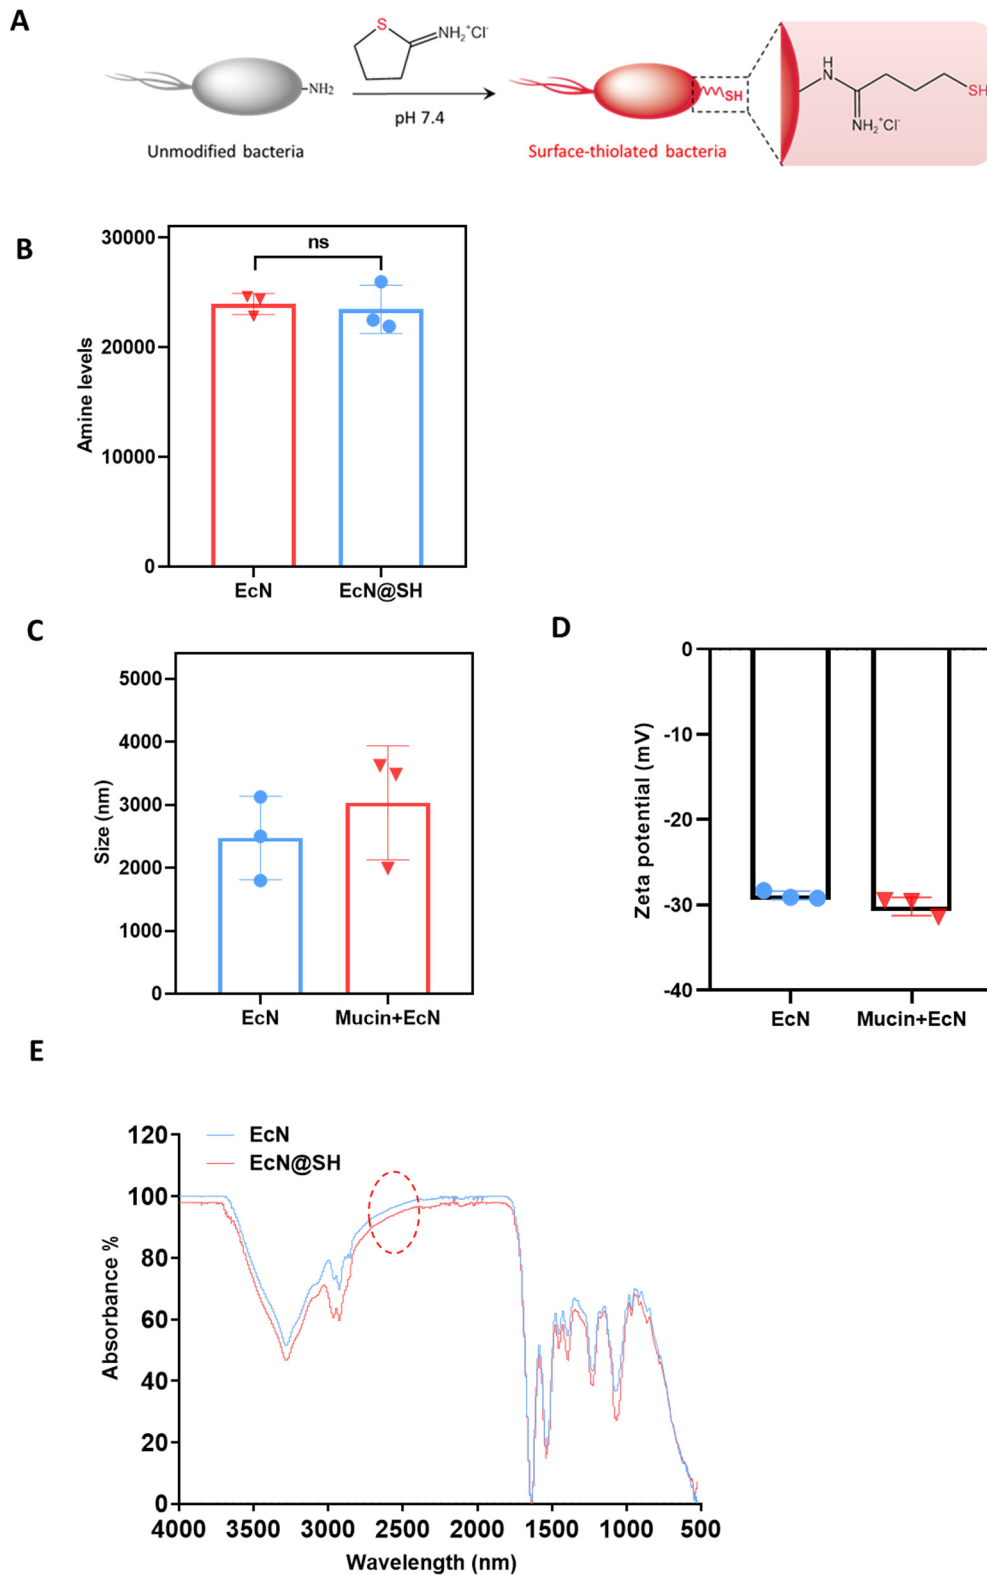 A
S
NH₂⁺Cl⁻
-NH2
pH 7.4
SH
Unmodified bacteria
Surface-thiolated bacteria
H
N
SH
NH₂⁺Cl⁻
B
ns
30000
20000
10000
0
Amine levels
EcN
EcN@SH
C
5000
4000
3000
2000
1000
0
Size (nm)
EcN
Mucin+EcN
D
0
-10
-20
-30
-40
Zeta potential (mV)
EcN
Mucin+EcN
E
EcN
EcN@SH
120
100
80
60
40
20
0
Absorbance %
4000 3500 3000 2500 2000 1500 1000 500
Wavelength (nm)